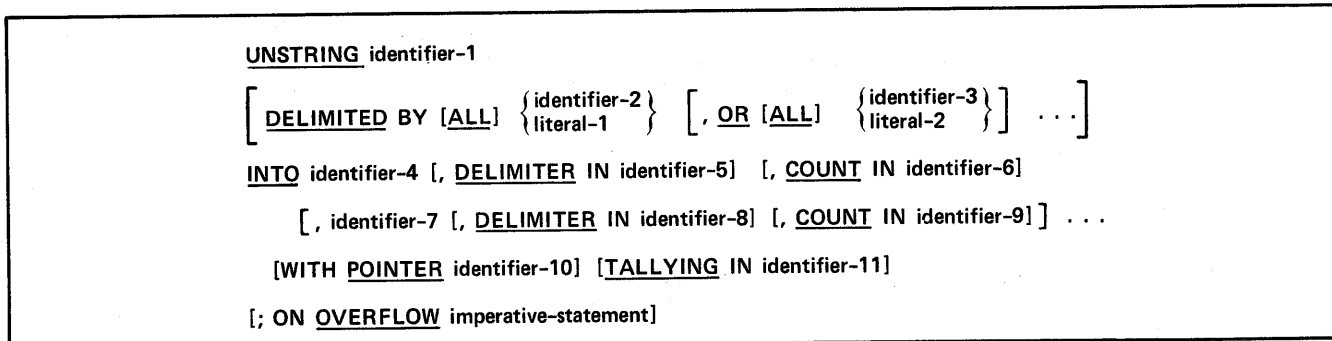 UNSTRING identifier-1
[ DELIMITED BY [ALL] { identifier-2 literal-1 } [, OR [ALL] { identifier-3 literal-2 } ] ... ]
INTO identifier-4 [, DELIMITER IN identifier-5] [, COUNT IN identifier-6]
[, identifier-7 [, DELIMITER IN identifier-8] [, COUNT IN identifier-9] ] ...
[WITH POINTER identifier-10] [TALLYING IN identifier-11]
[; ON OVERFLOW imperative-statement]